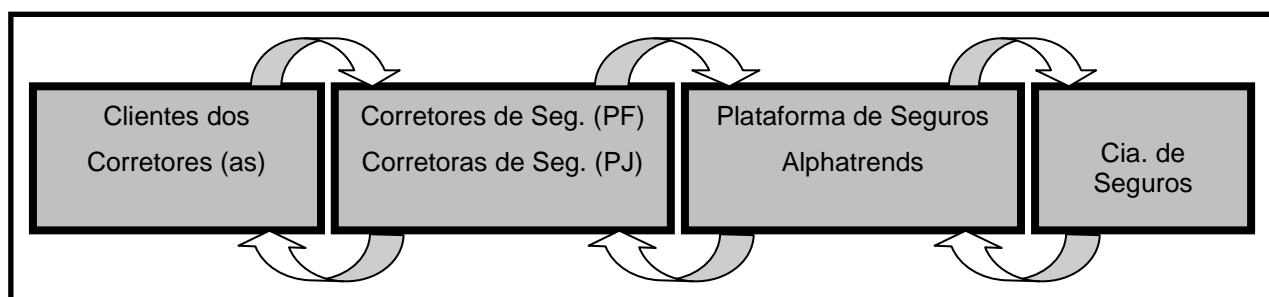 Clientes dos
Corretores (as)
Corretores de Seg. (PF)
Corretoras de Seg. (PJ)
Plataforma de Seguros
Alphatrends
Cia. de
Seguros